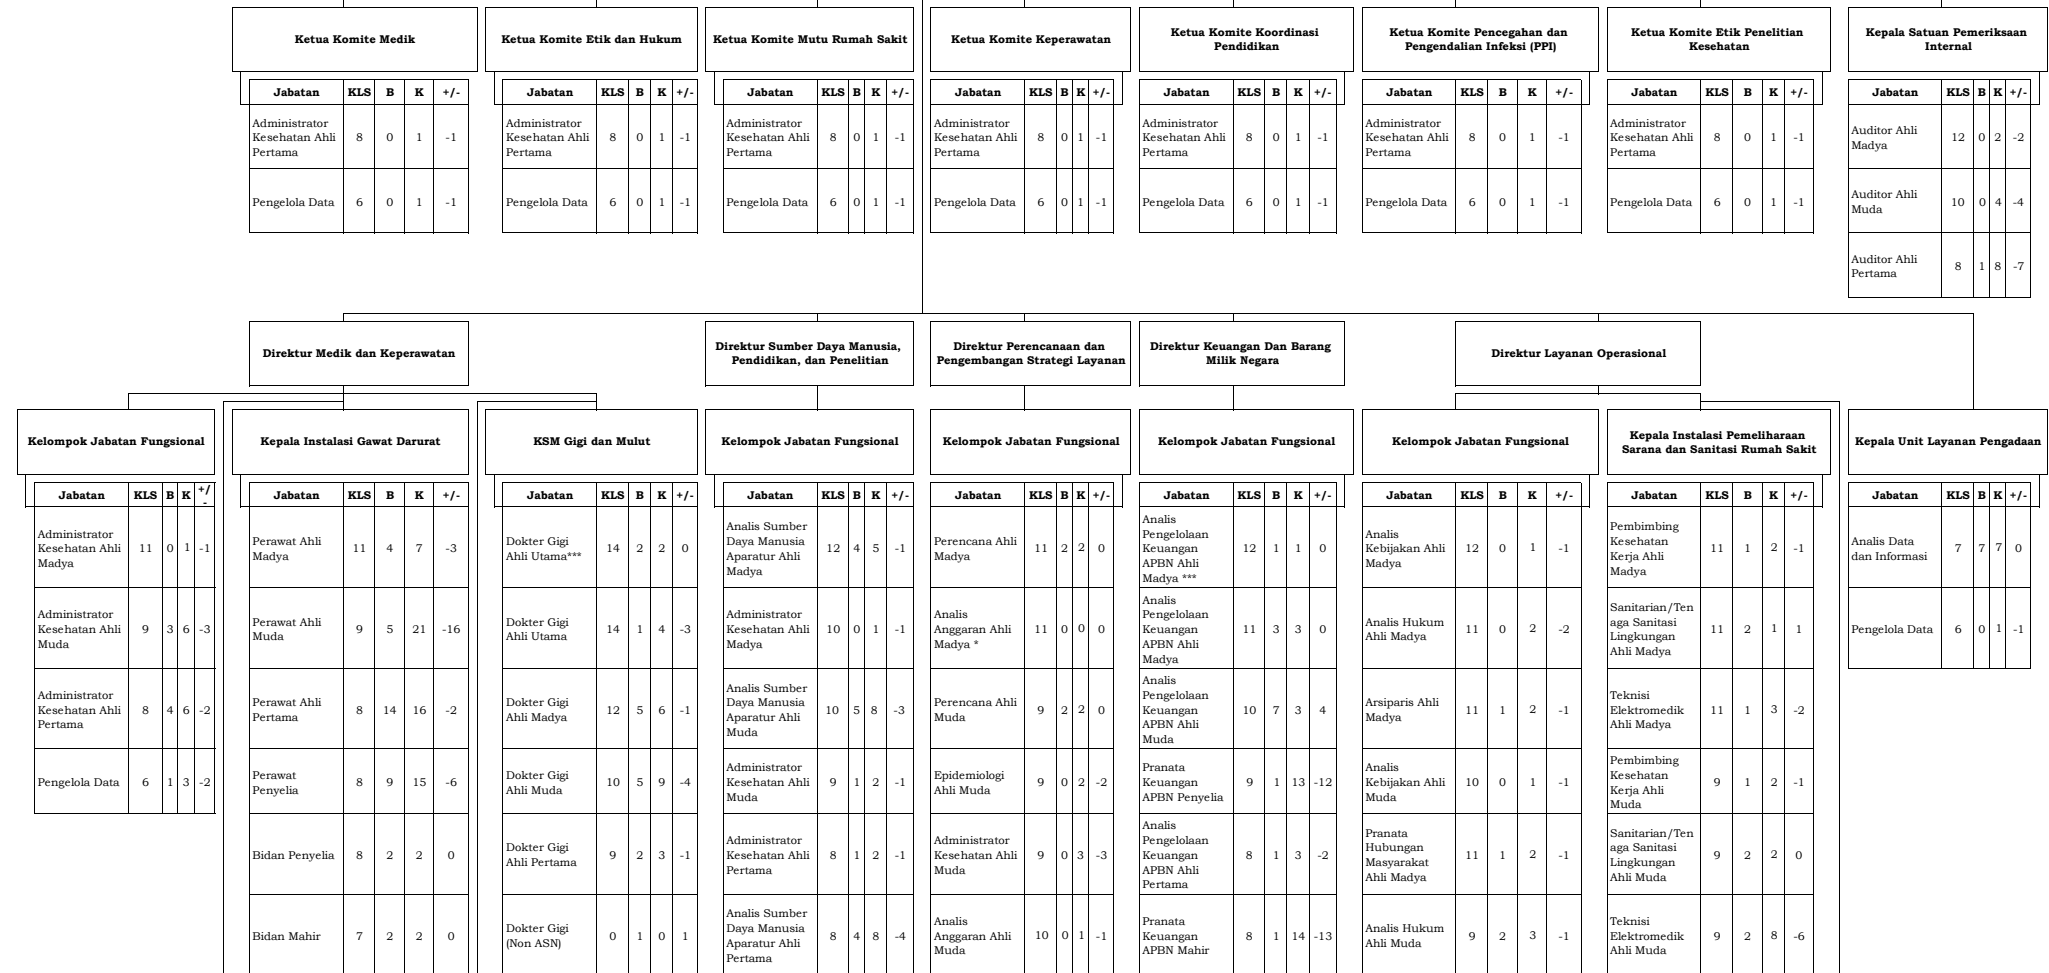 Ketua Komite Medik
Jabatan KLS B K +/-
Administrator
Kesehatan Ahli
Pertama
8 0 1 -1
Pengelola Data 6 0 1 -1
Ketua Komite Etik dan Hukum
Jabatan KLS B K +/-
Administrator
Kesehatan Ahli
Pertama
8 0 1 -1
Pengelola Data 6 0 1 -1
Ketua Komite Mutu Rumah Sakit
Jabatan KLS B K +/-
Administrator
Kesehatan Ahli
Pertama
8 0 1 -1
Pengelola Data 6 0 1 -1
Ketua Komite Keperawatan
Jabatan KLS B K +/-
Administrator
Kesehatan Ahli
Pertama
8 0 1 -1
Pengelola Data 6 0 1 -1
Ketua Komite Koordinasi
Pendidikan
Jabatan KLS B K +/-
Administrator
Kesehatan Ahli
Pertama
8 0 1 -1
Pengelola Data 6 0 1 -1
Ketua Komite Pencegahan dan
Pengendalian Infeksi (PPI)
Jabatan KLS B K +/-
Administrator
Kesehatan Ahli
Pertama
8 0 1 -1
Pengelola Data 6 0 1 -1
Ketua Komite Etik Penelitian
Kesehatan
Jabatan KLS B K +/-
Administrator
Kesehatan Ahli
Pertama
8 0 1 -1
Pengelola Data 6 0 1 -1
Kepala Satuan Pemeriksaan
Internal
Jabatan KLS B K +/-
Auditor Ahli
Madya
12 0 2 -2
Auditor Ahli
Muda
10 0 4 -4
Auditor Ahli
Pertama
8 1 8 -7
Direktur Medik dan Keperawatan
Direktur Sumber Daya Manusia,
Pendidikan, dan Penelitian
Direktur Perencanaan dan
Pengembangan Strategi Layanan
Direktur Keuangan Dan Barang
Milik Negara
Direktur Layanan Operasional
Kelompok Jabatan Fungsional
Jabatan KLS B K +/
-
Administrator
Kesehatan Ahli
Madya
11 0 1 -1
Administrator
Kesehatan Ahli
Muda
9 3 6 -3
Administrator
Kesehatan Ahli
Pertama
8 4 6 -2
Pengelola Data 6 1 3 -2
Kepala Instalasi Gawat Darurat
Jabatan KLS B K +/-
Perawat Ahli
Madya
11 4 7 -3
Perawat Ahli
Muda
9 5 21 -16
Perawat Ahli
Pertama
8 14 16 -2
Perawat
Penyelia
8 9 15 -6
Bidan Penyelia 8 2 2 0
Bidan Mahir 7 2 2 0
KSM Gigi dan Mulut
Jabatan KLS B K +/-
Dokter Gigi
Ahli Utama***
14 2 2 0
Dokter Gigi
Ahli Utama
14 1 4 -3
Dokter Gigi
Ahli Madya
12 5 6 -1
Dokter Gigi
Ahli Muda
10 5 9 -4
Dokter Gigi
Ahli Pertama
9 2 3 -1
Dokter Gigi
(Non ASN)
0 1 0 1
Kelompok Jabatan Fungsional
Jabatan KLS B K +/-
Analis Sumber
Daya Manusia
Aparatur Ahli
Madya
12 4 5 -1
Administrator
Kesehatan Ahli
Madya
10 0 1 -1
Analis Sumber
Daya Manusia
Aparatur Ahli
Muda
10 5 8 -3
Administrator
Kesehatan Ahli
Muda
9 1 2 -1
Administrator
Kesehatan Ahli
Pertama
8 1 2 -1
Analis Sumber
Daya Manusia
Aparatur Ahli
Pertama
8 4 8 -4
Kelompok Jabatan Fungsional
Jabatan KLS B K +/-
Perencana Ahli
Madya
11 2 2 0
Analis
Anggaran Ahli
Madya *
11 0 0 0
Perencana Ahli
Muda
9 2 2 0
Epidemiologi
Ahli Muda
9 0 2 -2
Administrator
Kesehatan Ahli
Muda
9 0 3 -3
Analis
Anggaran Ahli
Muda
10 0 1 -1
Kelompok Jabatan Fungsional
Jabatan KLS B K +/-
Analis
Pengelolaan
Keuangan
APBN Ahli
Madya ***
12 1 1 0
Analis
Pengelolaan
Keuangan
APBN Ahli
Madya
11 3 3 0
Analis
Pengelolaan
Keuangan
APBN Ahli
Muda
10 7 3 4
Pranata
Keuangan
APBN Penyelia
9 1 13 -12
Analis
Pengelolaan
Keuangan
APBN Ahli
Pertama
8 1 3 -2
Pranata
Keuangan
APBN Mahir
8 1 14 -13
Kelompok Jabatan Fungsional
Jabatan KLS B K +/-
Analis
Kebijakan Ahli
Madya
12 0 1 -1
Analis Hukum
Ahli Madya
11 0 2 -2
Arsiparis Ahli
Madya
11 1 2 -1
Analis
Kebijakan Ahli
Muda
10 0 1 -1
Pranata
Hubungan
Masyarakat
Ahli Madya
11 1 2 -1
Analis Hukum
Ahli Muda
9 2 3 -1
Kepala Instalasi Pemeliharaan
Sarana dan Sanitasi Rumah Sakit
Jabatan KLS B K +/-
Pembimbing
Kesehatan
Kerja Ahli
Madya
11 1 2 -1
Sanitarian/Ten
aga Sanitasi
Lingkungan
Ahli Madya
11 2 1 1
Teknisi
Elektromedik
Ahli Madya
11 1 3 -2
Pembimbing
Kesehatan
Kerja Ahli
Muda
9 1 2 -1
Sanitarian/Ten
aga Sanitasi
Lingkungan
Ahli Muda
9 2 2 0
Teknisi
Elektromedik
Ahli Muda
9 2 8 -6
Kepala Unit Layanan Pengadaan
Jabatan KLS B K +/-
Analis Data
dan Informasi
7 7 7 0
Pengelola Data 6 0 1 -1